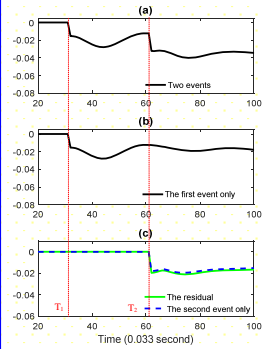 (a)
0
-0.02
-0.04
-0.06
-0.08
Two events
20 40 60 80 100
(b)
0
-0.02
-0.04
-0.06
-0.08
The first event only
20 40 60 80 100
(c)
0
-0.02
-0.04
-0.06
The residual
The second event only
T1 T2
20 40 60 80 100
Time (0.033 second)